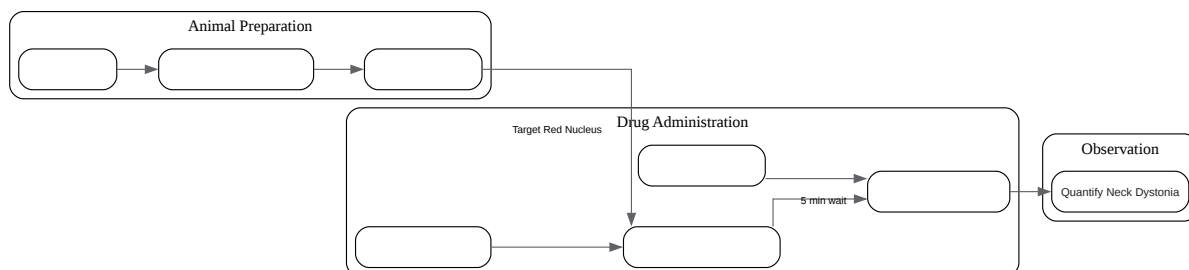 Animal Preparation
Target Red Nucleus
Drug Administration
5 min wait
Observation
Quantify Neck Dystonia